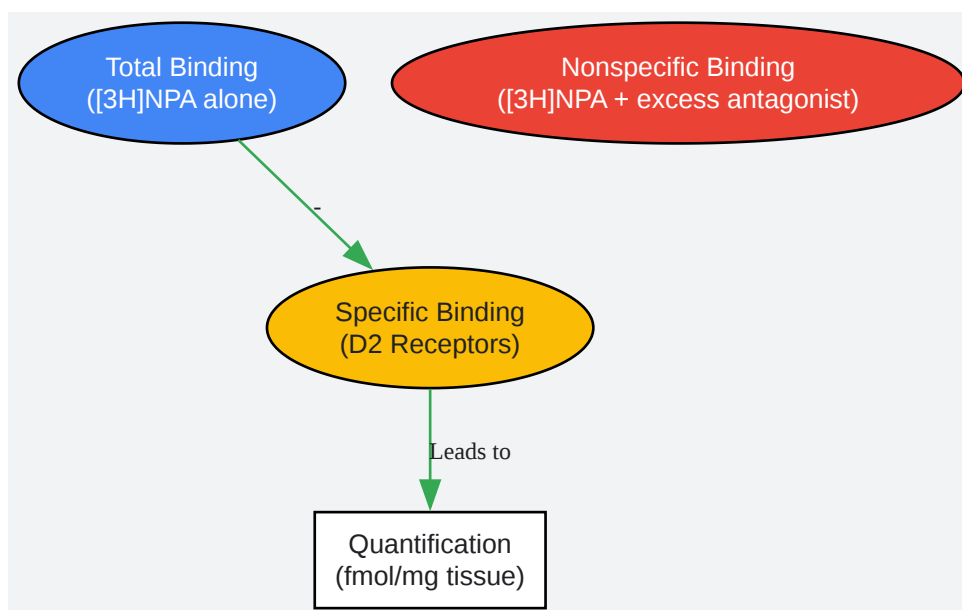 Total Binding
([3H]NPA alone)
Nonspecific Binding
([3H]NPA + excess antagonist)
-
Specific Binding
(D2 Receptors)
Leads to
Quantification
(fmol/mg tissue)